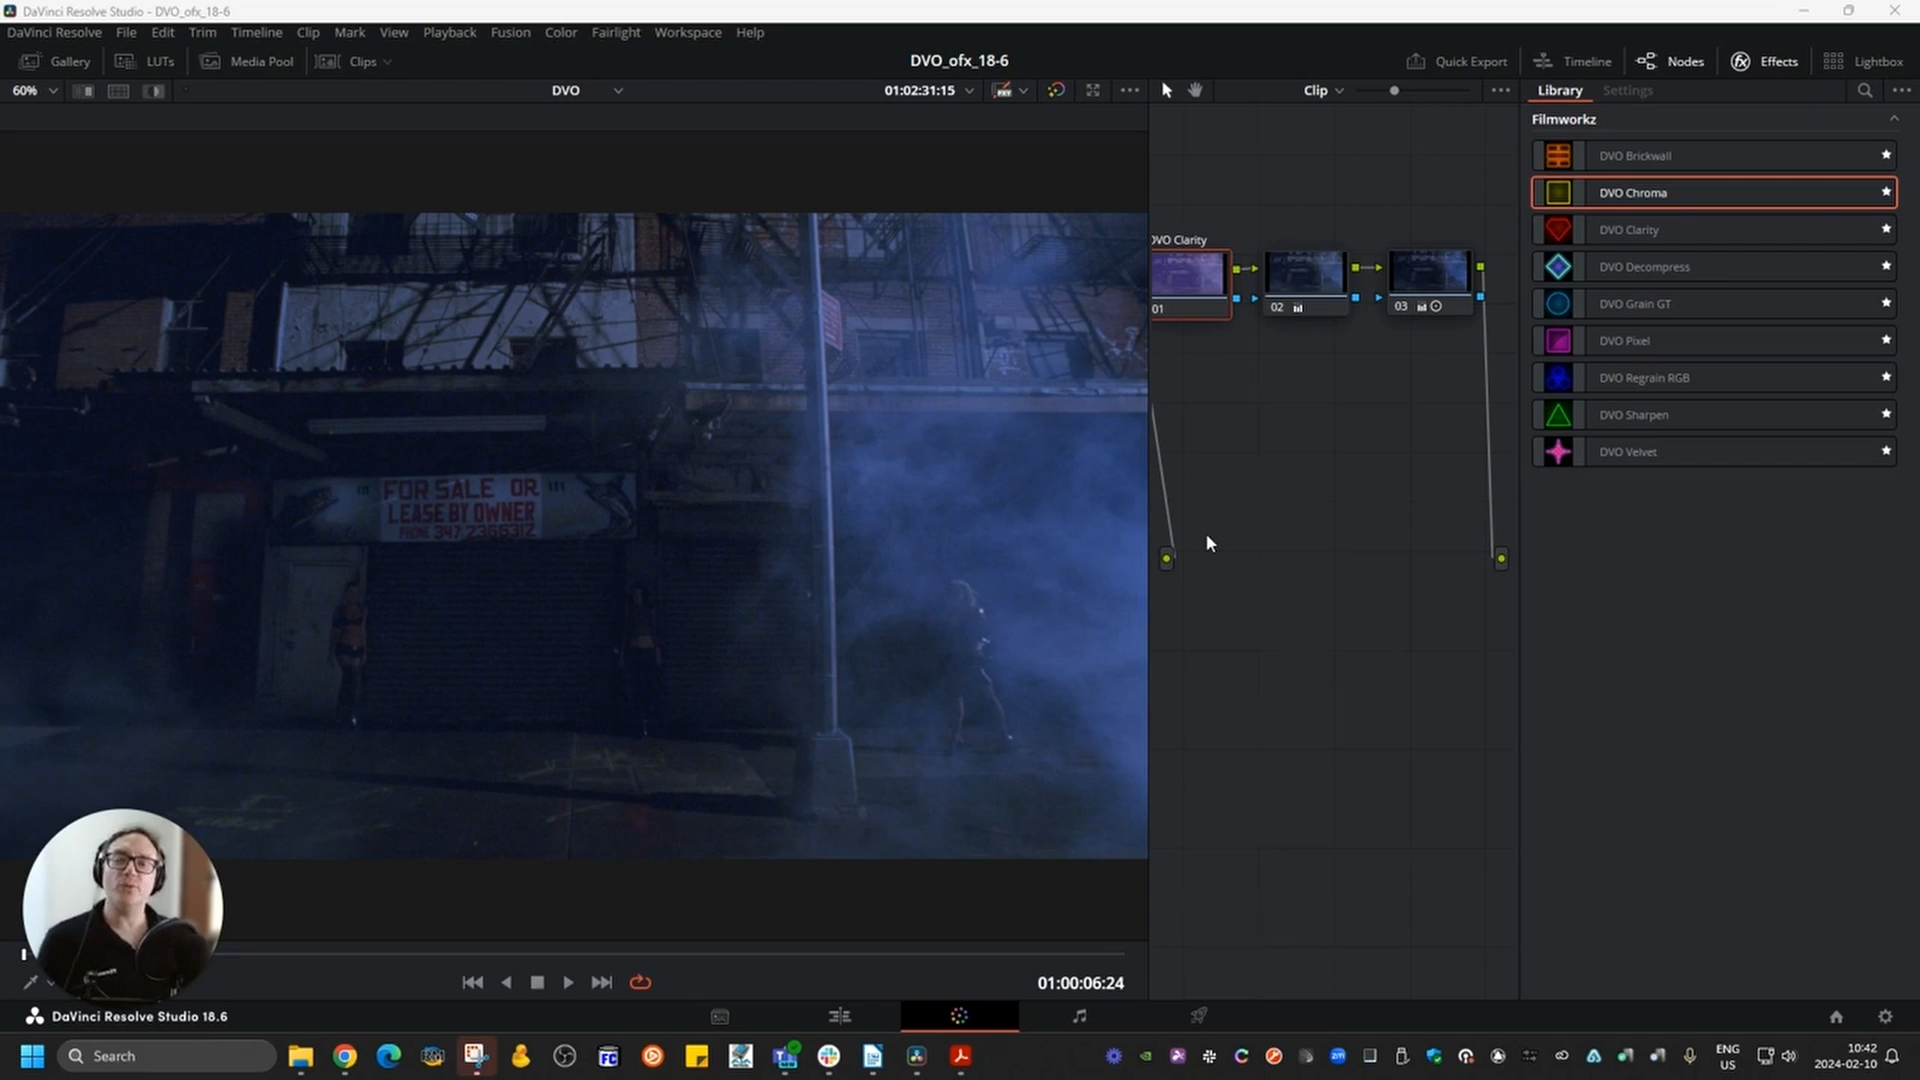 DaVinci Resolve Studio - DVO_ofx_18-6
DaVinci Resolve File Edit Trim Timeline Clip Mark View Playback Fusion Color Fairlight Workspace Help
Gallery LUTs Media Pool Clips DVO_ofx_18-6 Quick Export Timeline Nodes Effects Lightbox
60% DVO 01:02:31:15 Clip Library Settings
Filmworkz
DVO Brickwall
DVO Chroma
DVO Clarity
DVO Decompress
DVO Grain GT
DVO Pixel
DVO Regrain RGB
DVO Sharpen
DVO Velvet
DVO Clarity
01 02 03
FOR SALE OR
LEASE BY OWNER
PHONE 347 2366312
01:00:06:24
DaVinci Resolve Studio 18.6
Search
ENG
US
10:42
2024-02-10